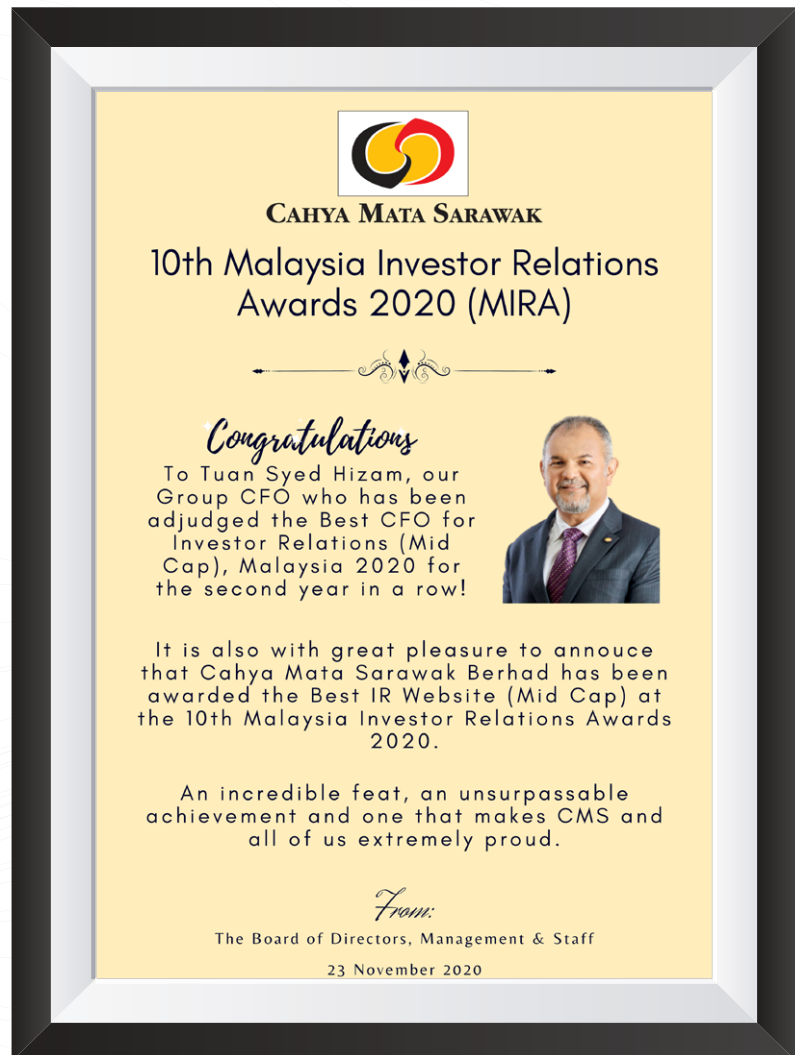 CAHYA MATA SARAWAK
10th Malaysia Investor Relations
Awards 2020 (MIRA)
Congratulations
To Tuan Syed Hizam, our
Group CFO who has been
adjudged the Best CFO for
Investor Relations (Mid
Cap), Malaysia 2020 for
the second year in a row!
It is also with great pleasure to annouce
that Cahya Mata Sarawak Berhad has been
awarded the Best IR Website (Mid Cap) at
the 10th Malaysia Investor Relations Awards
2020.
An incredible feat, an unsurpassable
achievement and one that makes CMS and
all of us extremely proud.
From:
The Board of Directors, Management & Staff
23 November 2020